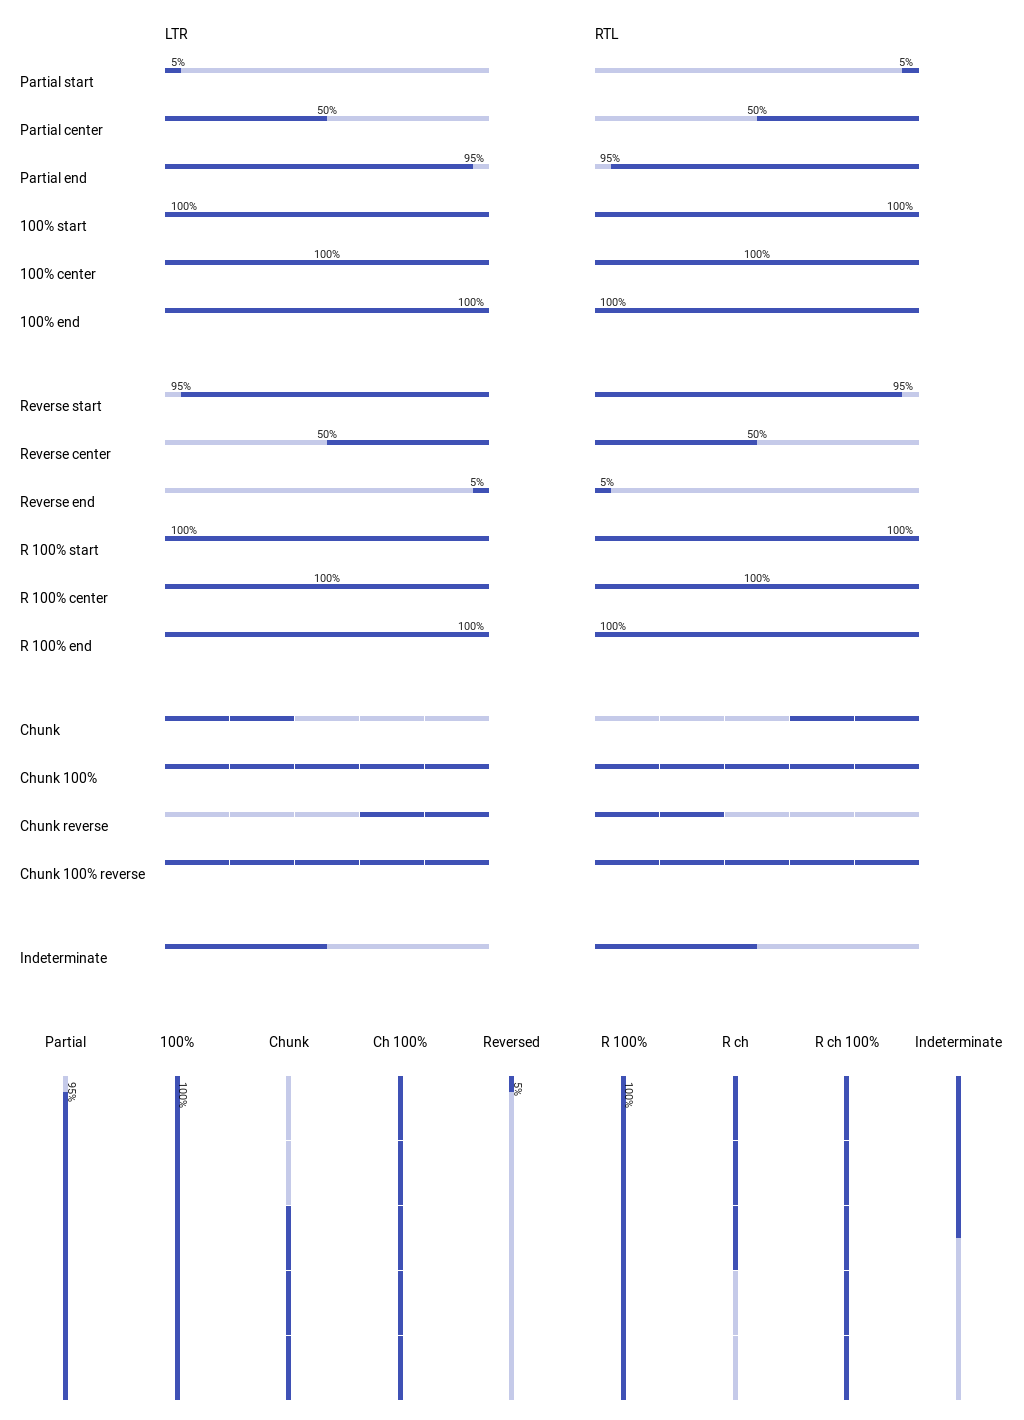 LTR RTL
Partial start 5% 5%
Partial center 50% 50%
Partial end 95% 95%
100% start 100% 100%
100% center 100% 100%
100% end 100% 100%
Reverse start 95% 95%
Reverse center 50% 50%
Reverse end 5% 5%
R 100% start 100% 100%
R 100% center 100% 100%
R 100% end 100% 100%
Chunk
Chunk 100%
Chunk reverse
Chunk 100% reverse
Indeterminate
Partial 100% Chunk Ch 100% Reversed R 100% R ch R ch 100% Indeterminate
95% 100% 5% 100%